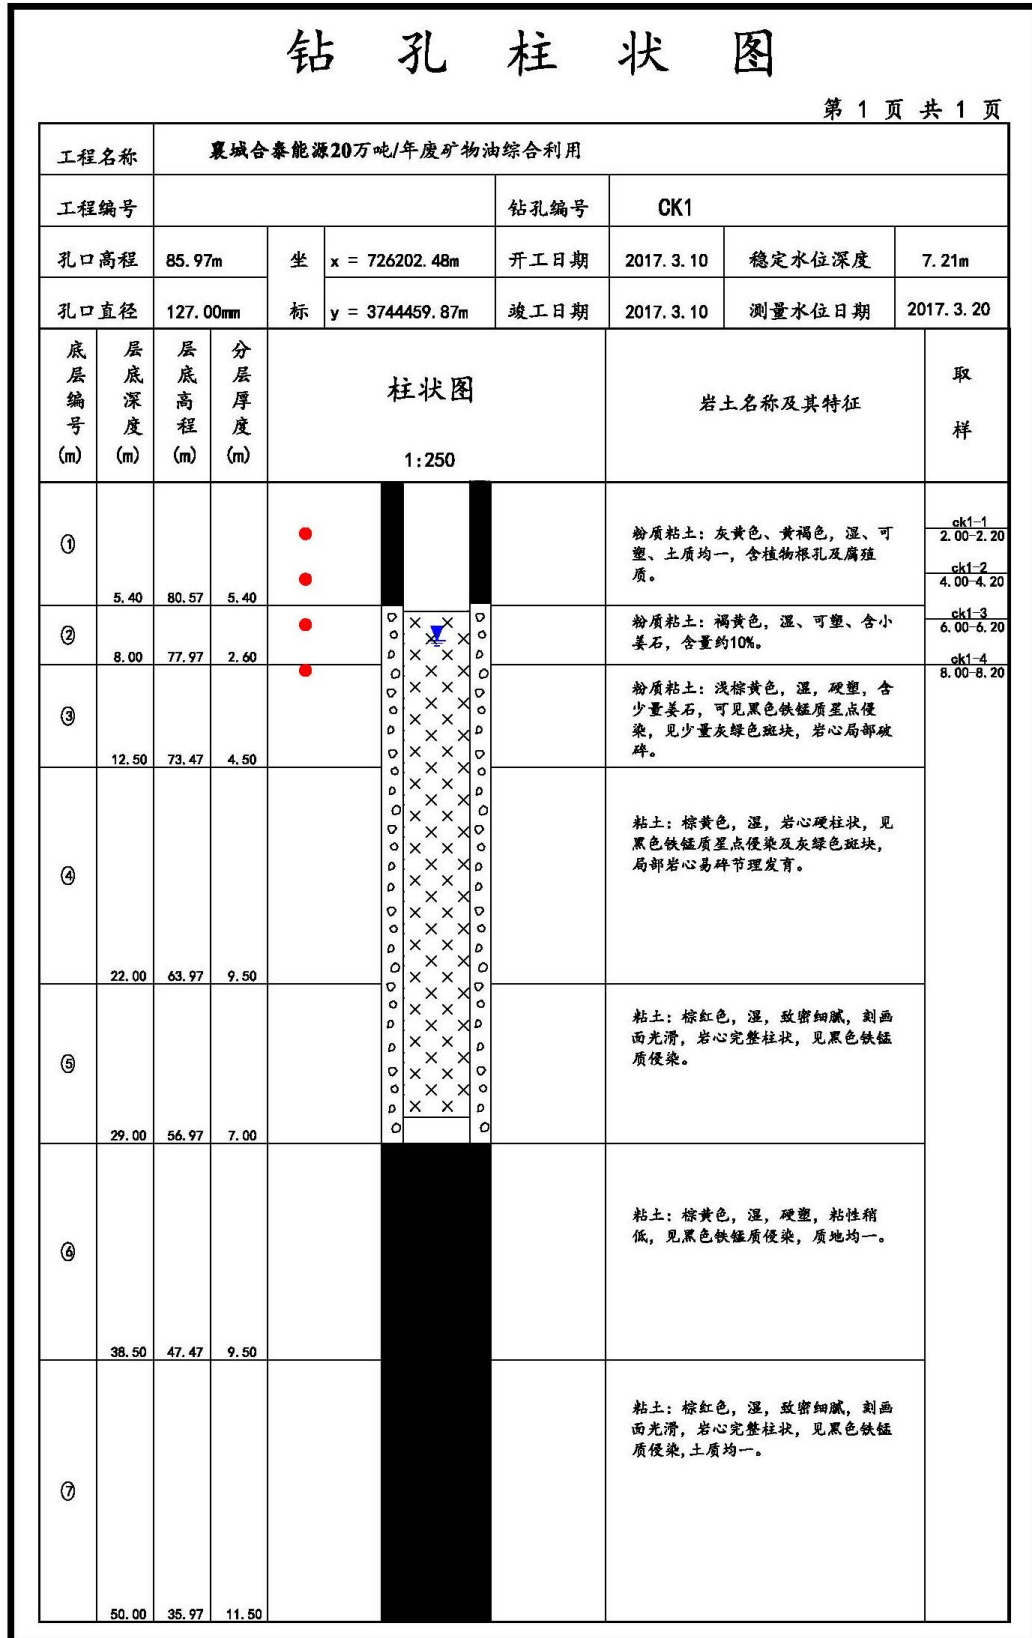 钻孔柱状图
第 1 页 共 1 页
工程名称 襄城合泰能源20万吨/年废矿物油综合利用
工程编号 钻孔编号 CK1
孔口高程 85.97m 坐 x = 726202.48m 开工日期 2017.3.10 稳定水位深度 7.21m
孔口直径 127.00mm 标 y = 3744459.87m 竣工日期 2017.3.10 测量水位日期 2017.3.20
底层编号(m) 层底深度(m) 层底高程(m) 分层厚度(m) 柱状图 1:250 岩土名称及其特征 取样
①
5.40 80.57 5.40
粉质粘土：灰黄色、黄褐色，湿、可
塑、土质均一，含植物根孔及腐殖
质。
ck1-1
2.00-2.20
ck1-2
4.00-4.20
②
8.00 77.97 2.60
粉质粘土：褐黄色，湿、可塑、含小
姜石，含量约10%。
ck1-3
6.00-6.20
ck1-4
8.00-8.20
③
12.50 73.47 4.50
粉质粘土：浅棕黄色，湿，硬塑，含
少量姜石，可见黑色铁锰质星点侵
染，见少量灰绿色斑块，岩心局部破
碎。
④
22.00 63.97 9.50
粘土：棕黄色，湿，岩心硬柱状，见
黑色铁锰质星点侵染及灰绿色斑块，
局部岩心易碎节理发育。
⑤
29.00 56.97 7.00
粘土：棕红色，湿，致密细腻，刻画
面光滑，岩心完整柱状，见黑色铁锰
质侵染。
⑥
38.50 47.47 9.50
粘土：棕黄色，湿，硬塑，粘性稍
低，见黑色铁锰质侵染，质地均一。
⑦
50.00 35.97 11.50
粘土：棕红色，湿，致密细腻，刻画
面光滑，岩心完整柱状，见黑色铁锰
质侵染,土质均一。